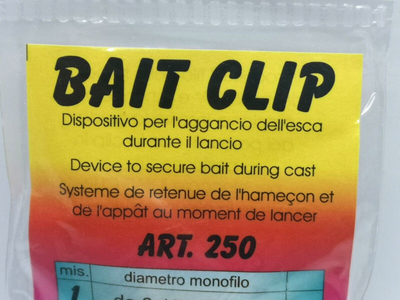 BAIT CLIP
Dispositivo per l'aggancio dell'esca
durante il lancio
Device to secure bait during cast
Systeme de retenue de l'hameçon et
de l'appât au moment de lancer
ART. 250
mis. diametro monofilo
1